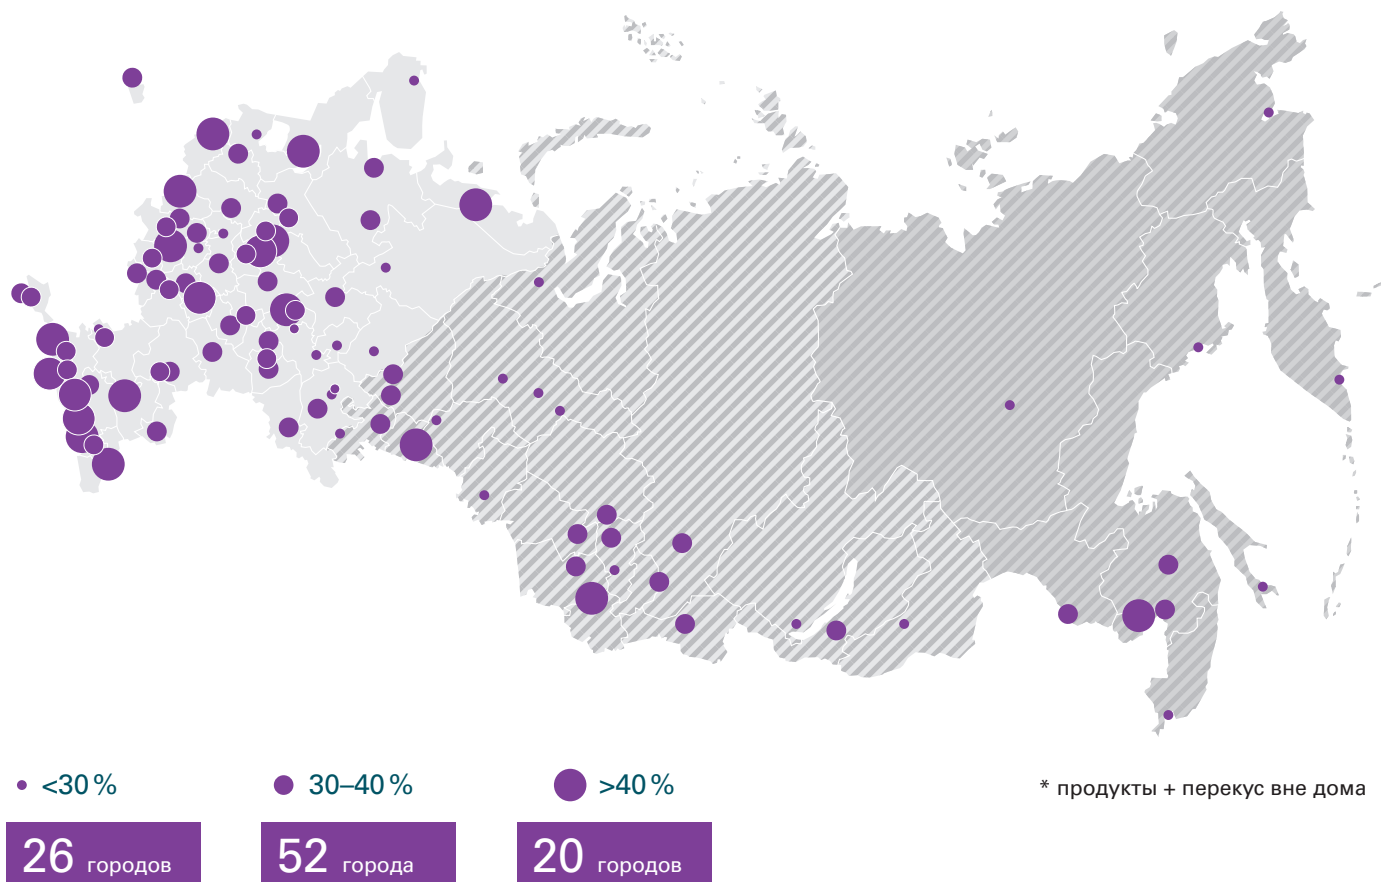 <30 %
30–40 %
>40 %
* продукты + перекус вне дома
26 городов
52 города
20 городов